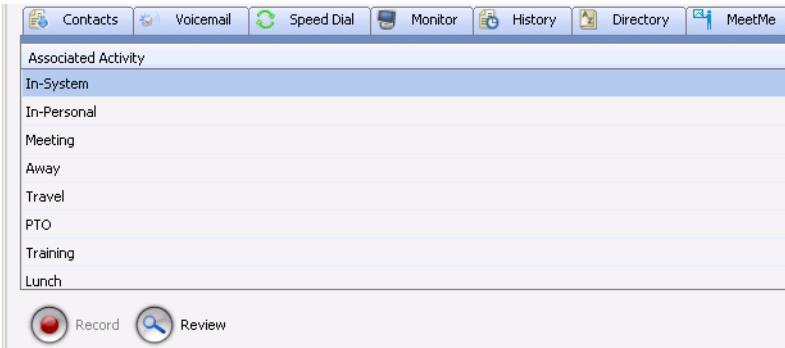 Contacts Voicemail Speed Dial Monitor History Directory MeetMe
Associated Activity
In-System
In-Personal
Meeting
Away
Travel
PTO
Training
Lunch
Record Review